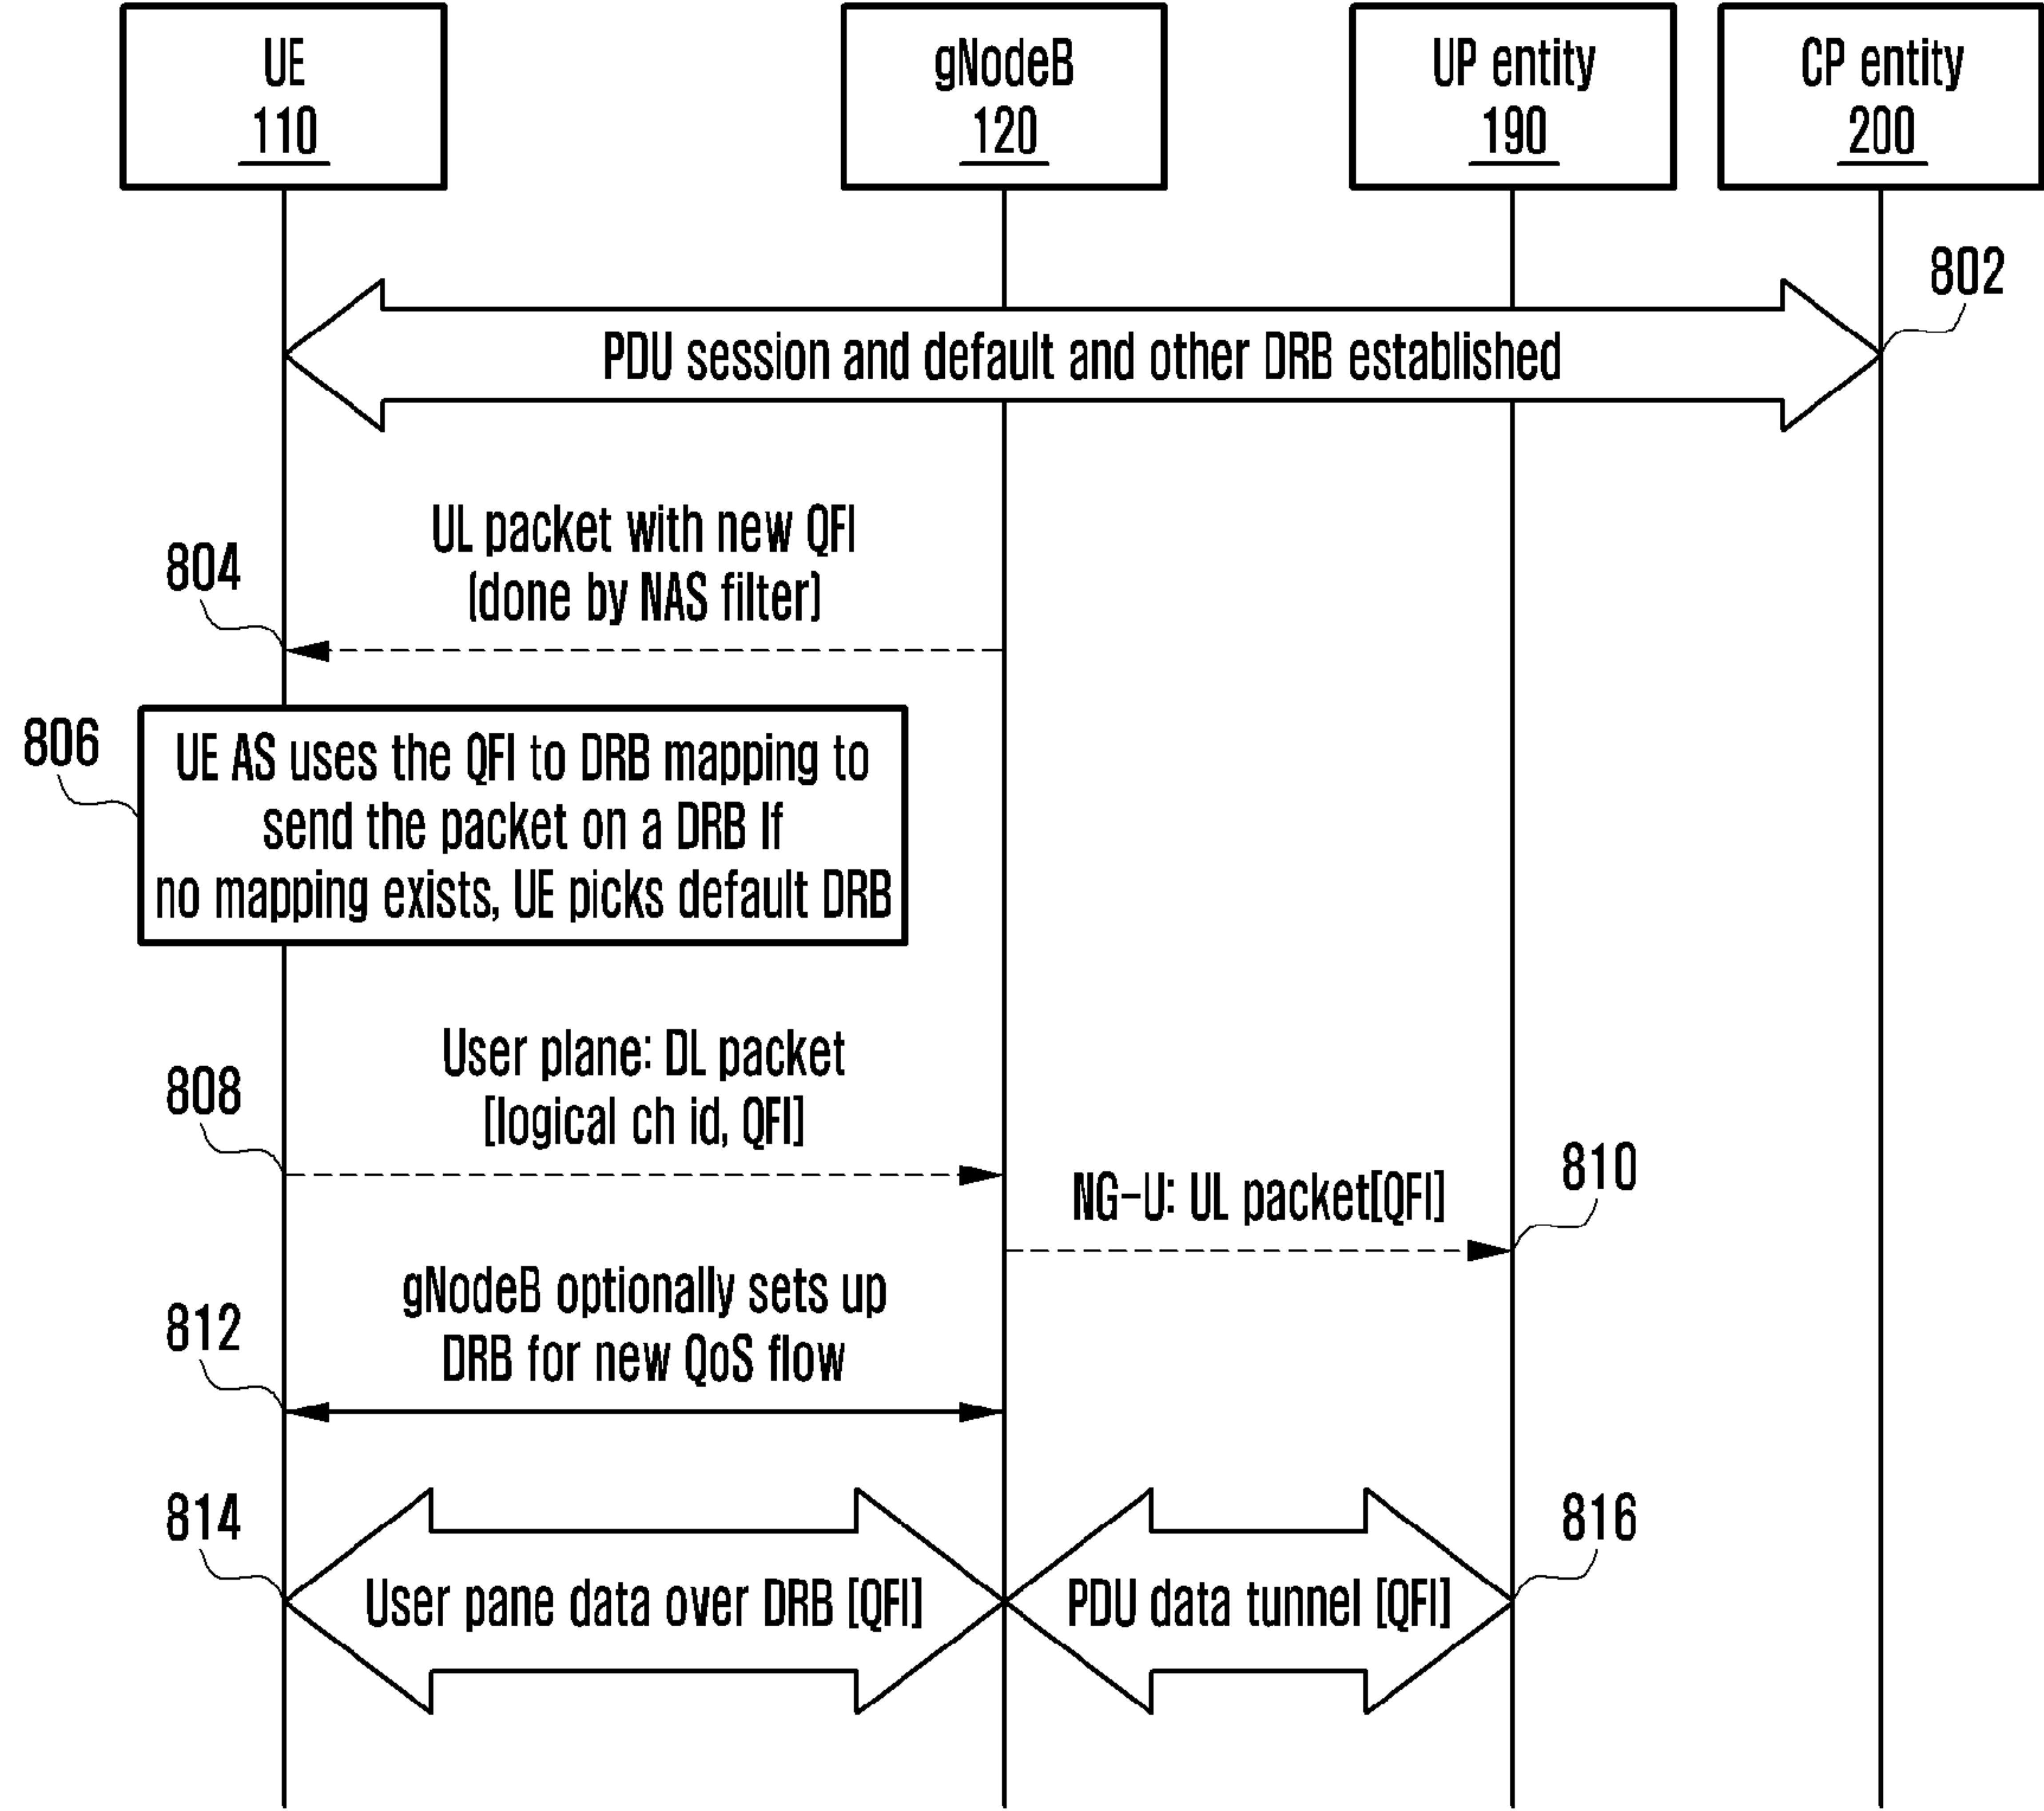 UE
110
gNodeB
120
UP entity
190
CP entity
200
802
PDU session and default and other DRB established
UL packet with new QFI
(done by NAS filter)
804
806
UE AS uses the QFI to DRB mapping to
send the packet on a DRB If
no mapping exists, UE picks default DRB
User plane: DL packet
[logical ch id, QFI]
808
NG-U: UL packet[QFI]
810
gNodeB optionally sets up
DRB for new QoS flow
812
814
User pane data over DRB [QFI]
PDU data tunnel [QFI]
816